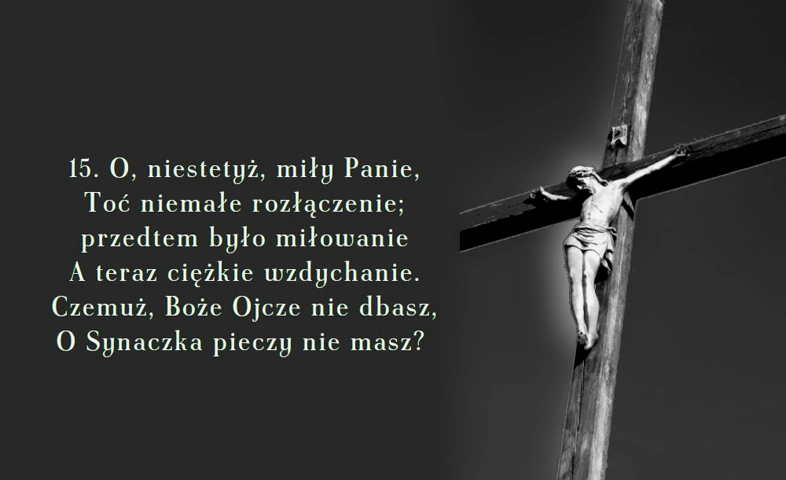 15. O, niestetyż, miły Panie,
Toć niemałe rozłączenie;
przedtem było miłowanie
A teraz ciężkie wzdychanie.
Czemuż, Boże Ojcze nie dbasz,
O Synaczka pieczy nie masz?